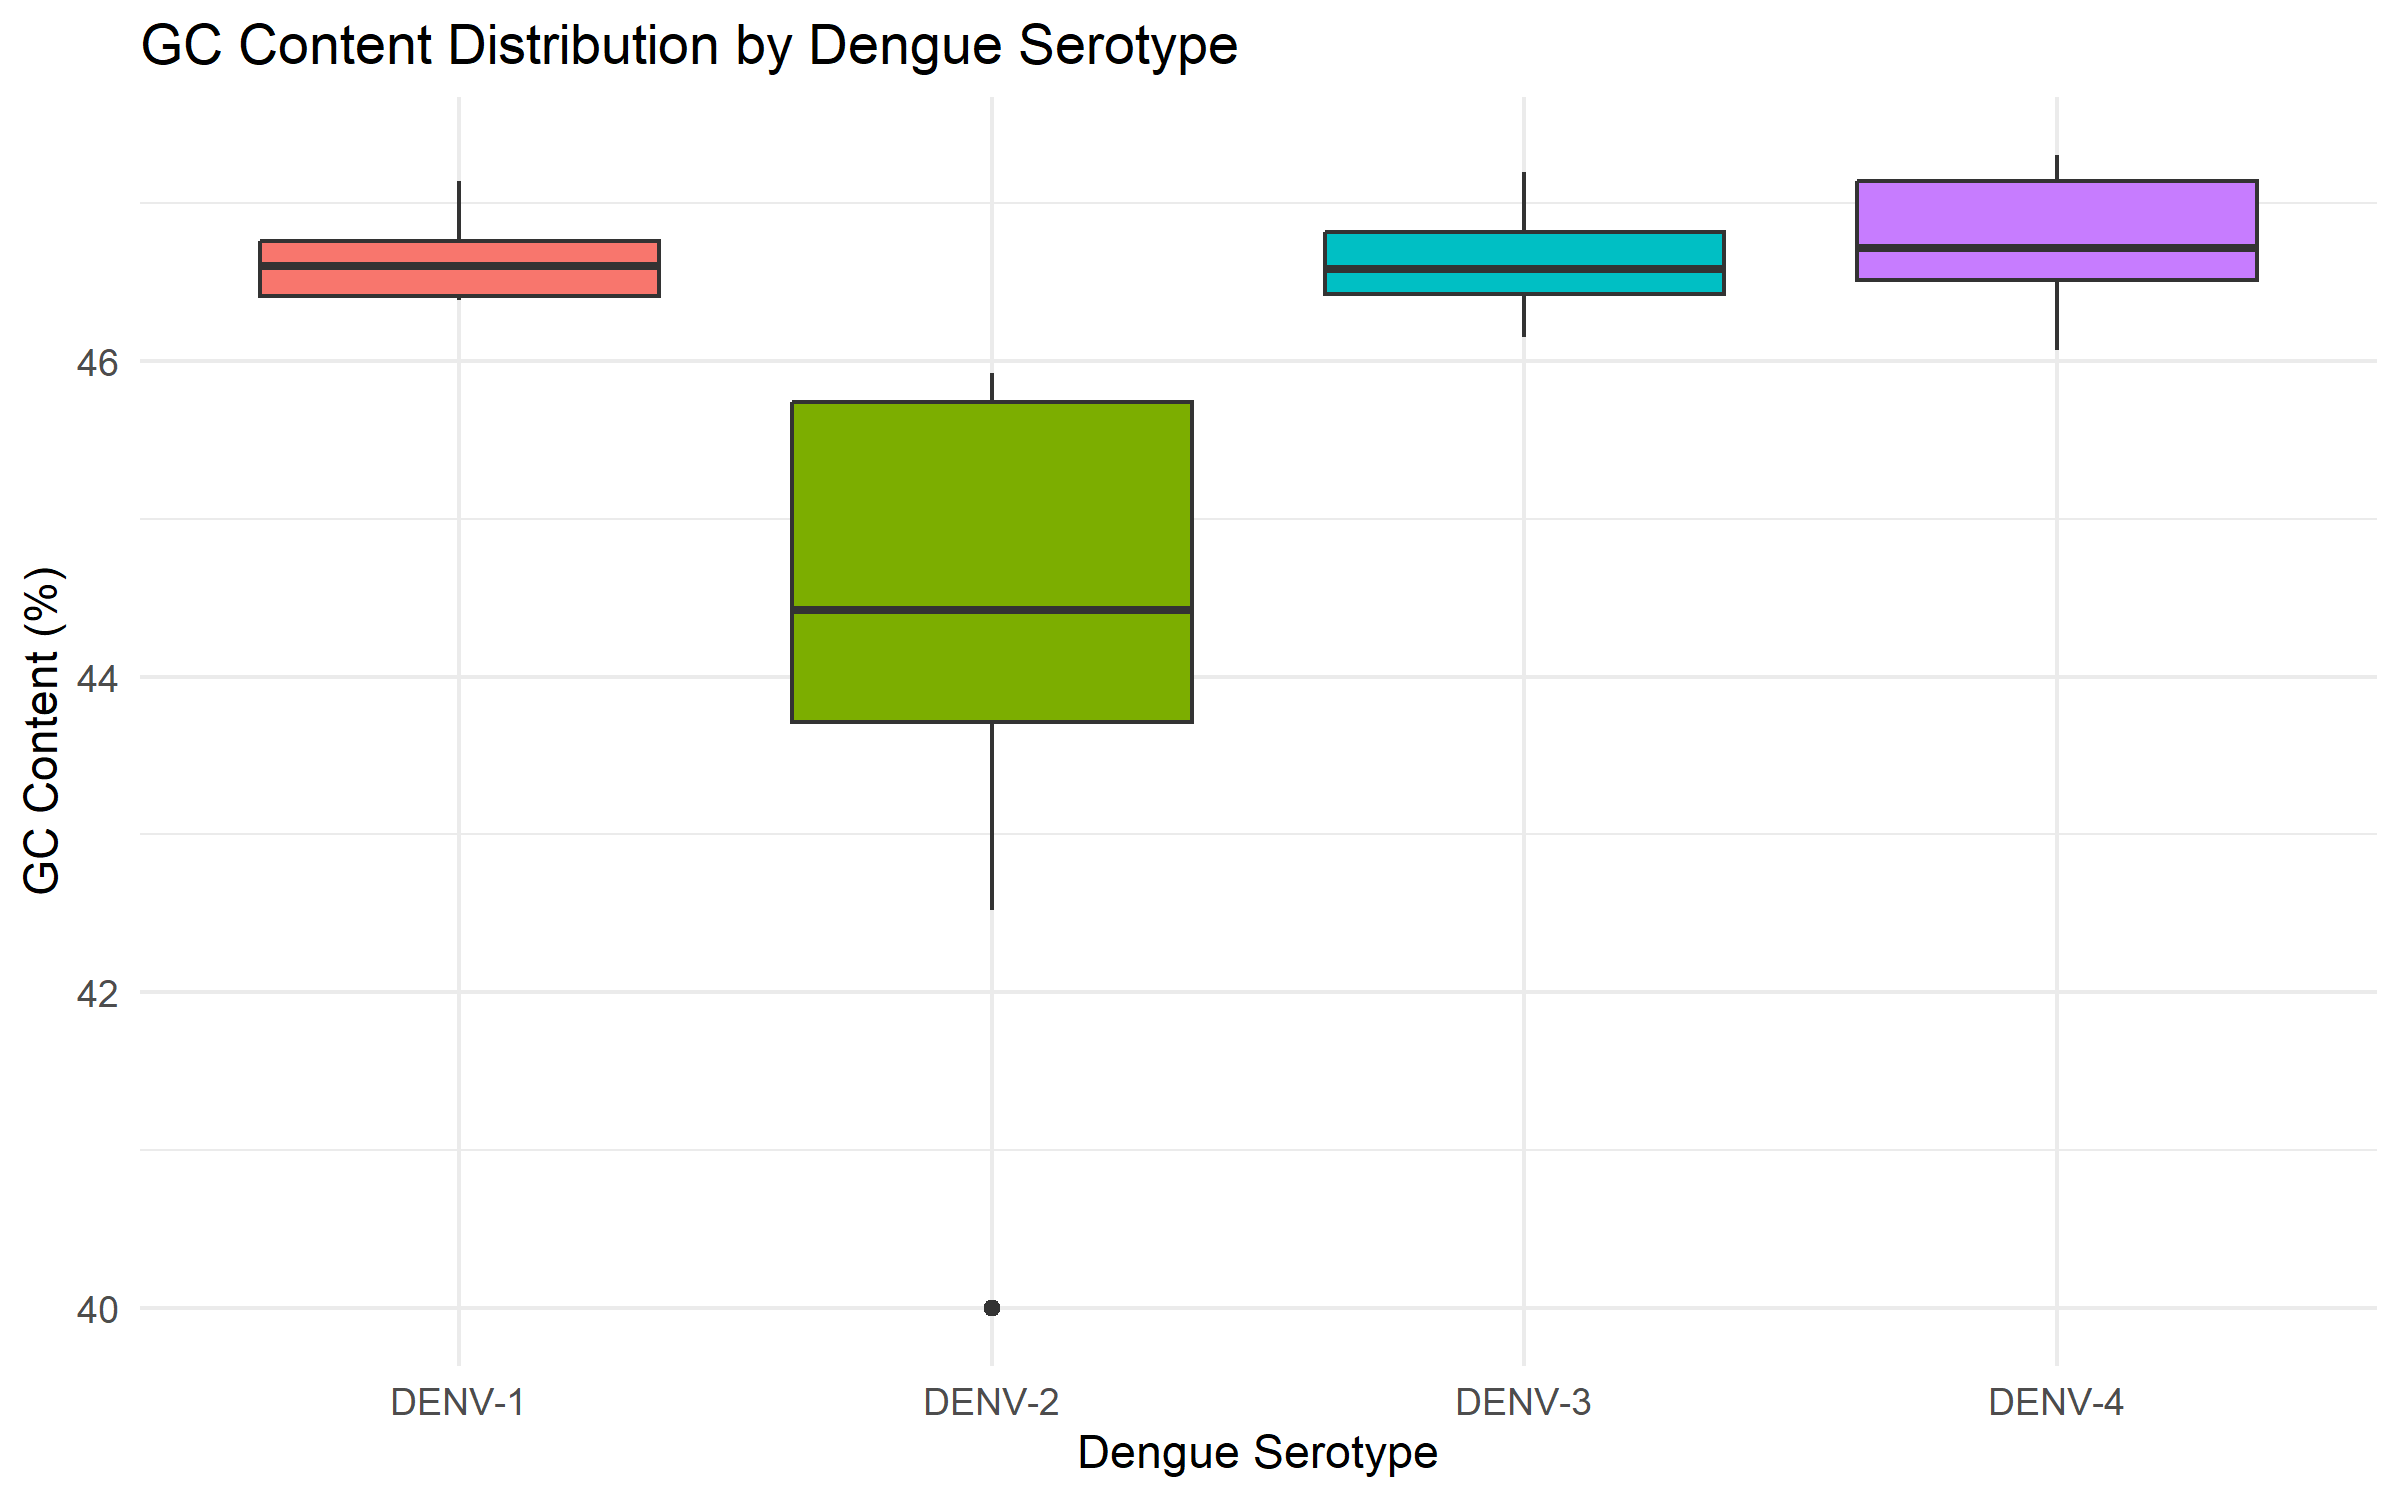 GC Content Distribution by Dengue Serotype
GC Content (%)
46
44
42
40
DENV-1
DENV-2
DENV-3
DENV-4
Dengue Serotype